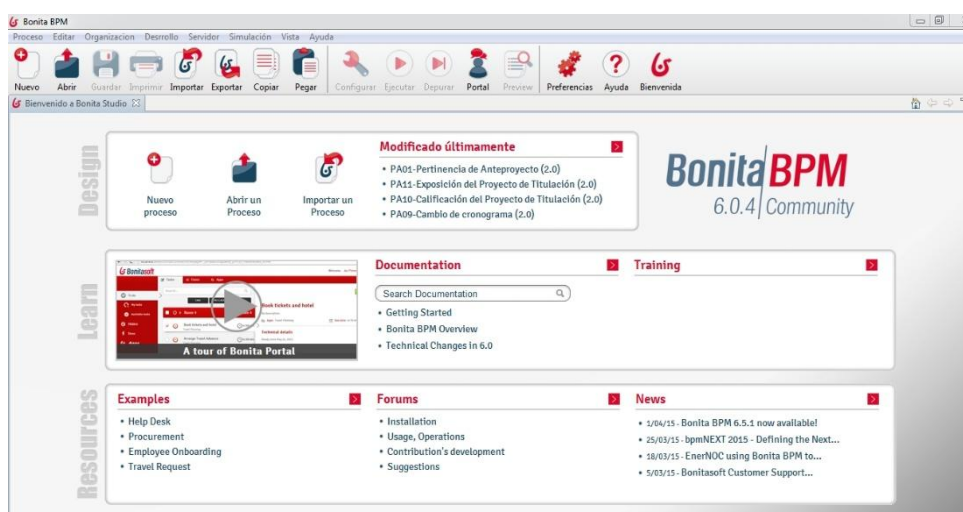 Bonita BPM
Proceso Editar Organizacion Desrrollo Servidor Simulación Vista Ayuda
Nuevo Abrir Guardar Imprimir Importar Exportar Copiar Pegar Configurar Ejecutar Depurar Portal Preview Preferencias Ayuda Bienvenida
Bienvenido a Bonita Studio
Design
Nuevo proceso
Abrir un Proceso
Importar un Proceso
Modificado últimamente
• PA01-Pertinencia de Anteproyecto (2.0)
• PA11-Exposición del Proyecto de Titulación (2.0)
• PA10-Calificación del Proyecto de Titulación (2.0)
• PA09-Cambio de cronograma (2.0)
Bonita BPM
6.0.4 Community
Learn
Bonitasoft
Book tickets and hotel
A tour of Bonita Portal
Documentation
Search Documentation
• Getting Started
• Bonita BPM Overview
• Technical Changes in 6.0
Training
Resources
Examples
• Help Desk
• Procurement
• Employee Onboarding
• Travel Request
Forums
• Installation
• Usage, Operations
• Contribution's development
• Suggestions
News
• 1/04/15 - Bonita BPM 6.5.1 now available!
• 25/03/15 - bpmNEXT 2015 - Defining the Next...
• 18/03/15 - EnerNOC using Bonita BPM to...
• 5/03/15 - Bonitasoft Customer Support...